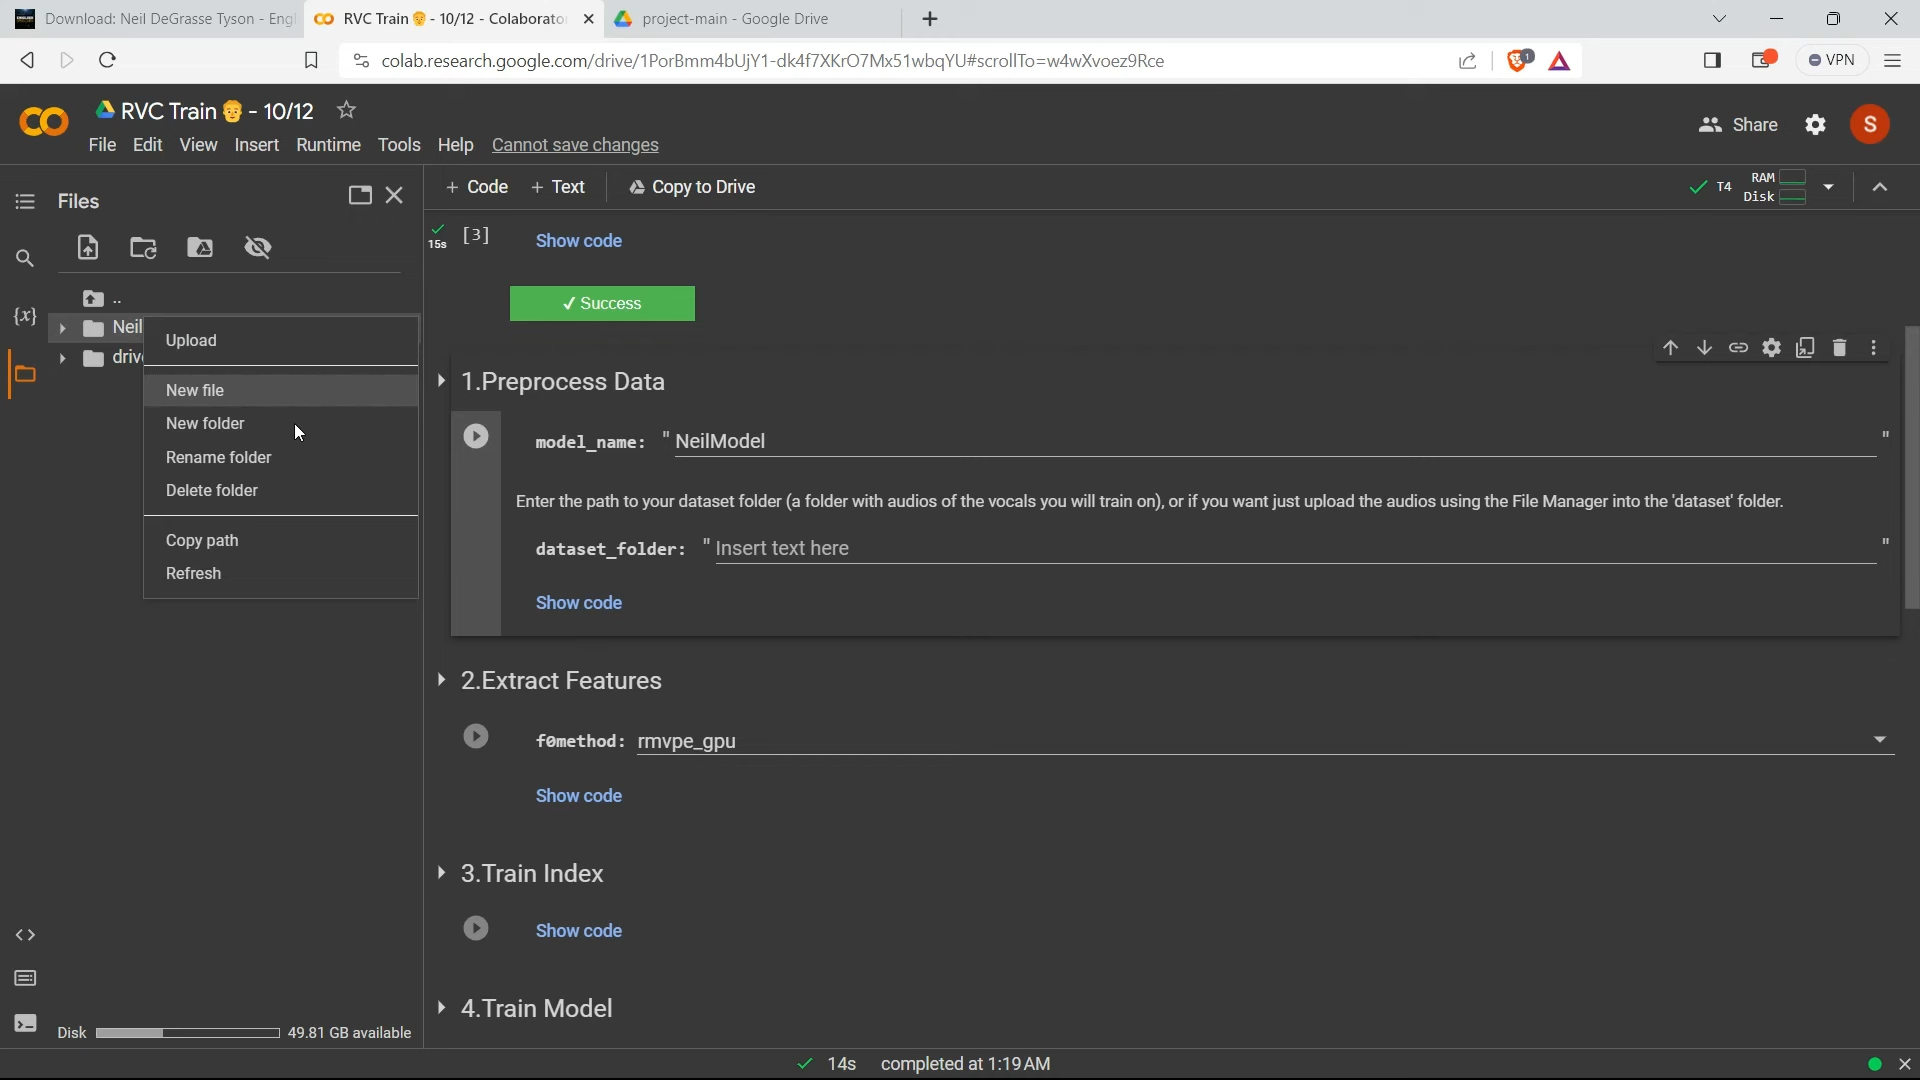 Download: Neil DeGrasse Tyson - Engl
RVC Train - 10/12 - Colaborato
project-main - Google Drive
colab.research.google.com/drive/1PorBmm4bUjY1-dk4f7XKrO7Mx51wbqYU#scrollTo=w4wXvoez9Rce
1
VPN
RVC Train - 10/12
File Edit View Insert Runtime Tools Help Cannot save changes
Share
S
Files
+ Code + Text Copy to Drive
T4 RAM
Disk
{x}
..
Neil
driv
Upload
New file
New folder
Rename folder
Delete folder
Copy path
Refresh
15s [3] Show code
✓ Success
1.Preprocess Data
model_name: " NeilModel "
Enter the path to your dataset folder (a folder with audios of the vocals you will train on), or if you want just upload the audios using the File Manager into the 'dataset' folder.
dataset_folder: " Insert text here "
Show code
2.Extract Features
f0method: rmvpe_gpu
Show code
3.Train Index
Show code
4.Train Model
Disk 49.81 GB available
✓ 14s completed at 1:19 AM